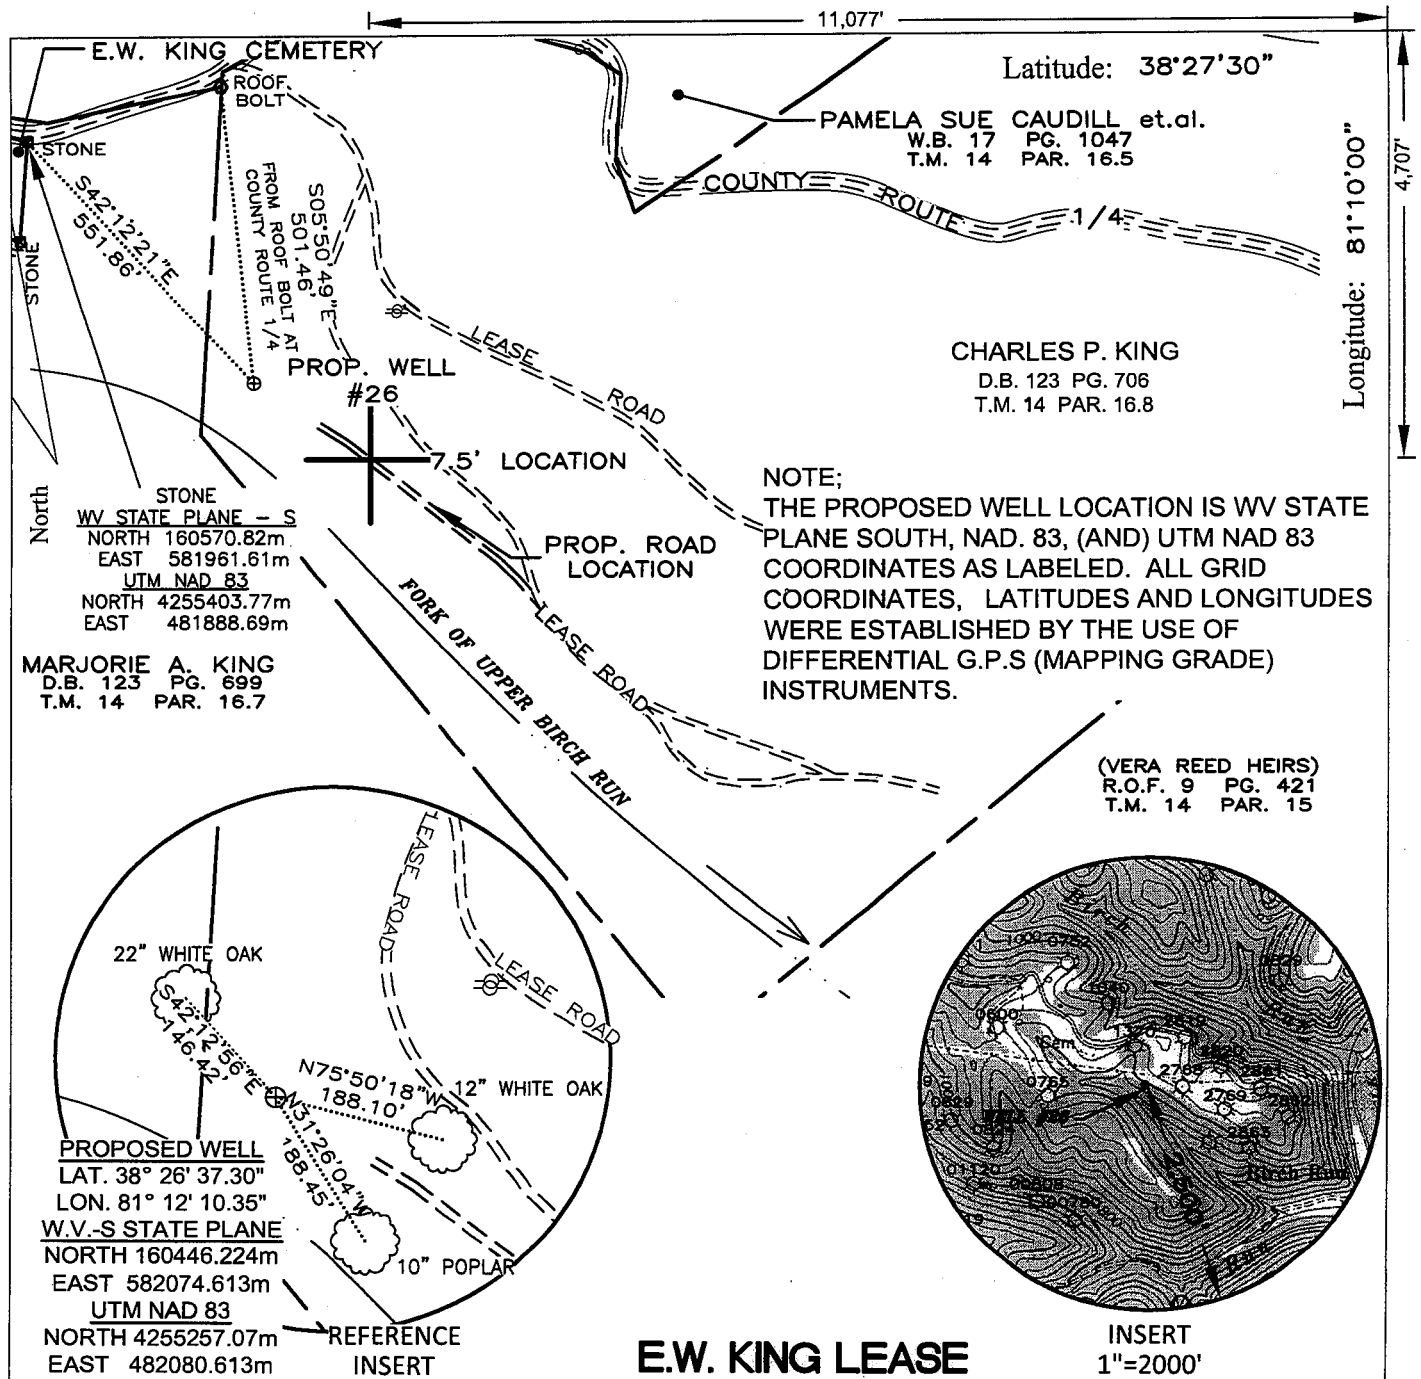 11,077'
E.W. KING CEMETERY
ROOF
BOLT
STONE
STONE
S42°12'21"E
551.86'
S05°50'49"E
501.46'
FROM ROOF BOLT AT
COUNTY ROUTE 1/4
Latitude: 38°27'30"
PAMELA SUE CAUDILL et.al.
W.B. 17 PG. 1047
T.M. 14 PAR. 16.5
COUNTY ROUTE 1/4
4,707'
Longitude: 81°10'00"
LEASE ROAD
CHARLES P. KING
D.B. 123 PG. 706
T.M. 14 PAR. 16.8
PROP. WELL
#26
7.5' LOCATION
PROP. ROAD
LOCATION
North
STONE
WV STATE PLANE - S
NORTH 160570.82m
EAST 581961.61m
UTM NAD 83
NORTH 4255403.77m
EAST 481888.69m
NOTE;
THE PROPOSED WELL LOCATION IS WV STATE
PLANE SOUTH, NAD. 83, (AND) UTM NAD 83
COORDINATES AS LABELED. ALL GRID
COORDINATES, LATITUDES AND LONGITUDES
WERE ESTABLISHED BY THE USE OF
DIFFERENTIAL G.P.S (MAPPING GRADE)
INSTRUMENTS.
MARJORIE A. KING
D.B. 123 PG. 699
T.M. 14 PAR. 16.7
LEASE ROAD
FORK OF UPPER BIRCH RUN
(VERA REED HEIRS)
R.O.F. 9 PG. 421
T.M. 14 PAR. 15
LEASE ROAD
LEASE ROAD
22" WHITE OAK
S42°12'56"E
146.42'
N75°50'18"W
188.10'
12" WHITE OAK
N31°26'04"W
188.45'
10" POPLAR
PROPOSED WELL
LAT. 38° 26' 37.30"
LON. 81° 12' 10.35"
W.V.-S STATE PLANE
NORTH 160446.224m
EAST 582074.613m
UTM NAD 83
NORTH 4255257.07m
EAST 482080.613m
REFERENCE
INSERT
E.W. KING LEASE
Birch
0600
Cem
0765
2768
2769
2863
01120
Birch Run
Run
INSERT
1"=2000'